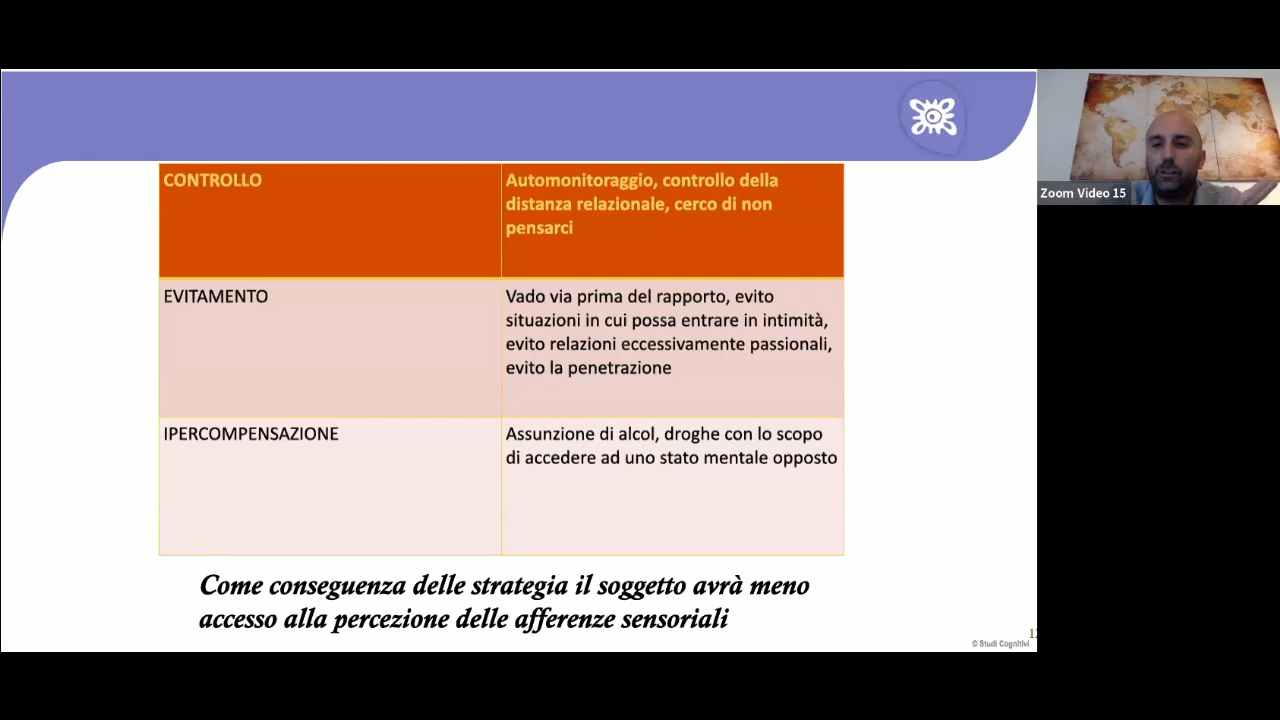 CONTROLLO
Automonitoraggio, controllo della
distanza relazionale, cerco di non
pensarci
EVITAMENTO
Vado via prima del rapporto, evito
situazioni in cui possa entrare in intimità,
evito relazioni eccessivamente passionali,
evito la penetrazione
IPERCOMPENSAZIONE
Assunzione di alcol, droghe con lo scopo
di accedere ad uno stato mentale opposto
Come conseguenza delle strategia il soggetto avrà meno
accesso alla percezione delle afferenze sensoriali
© Studi Cognitivi
Zoom Video 15